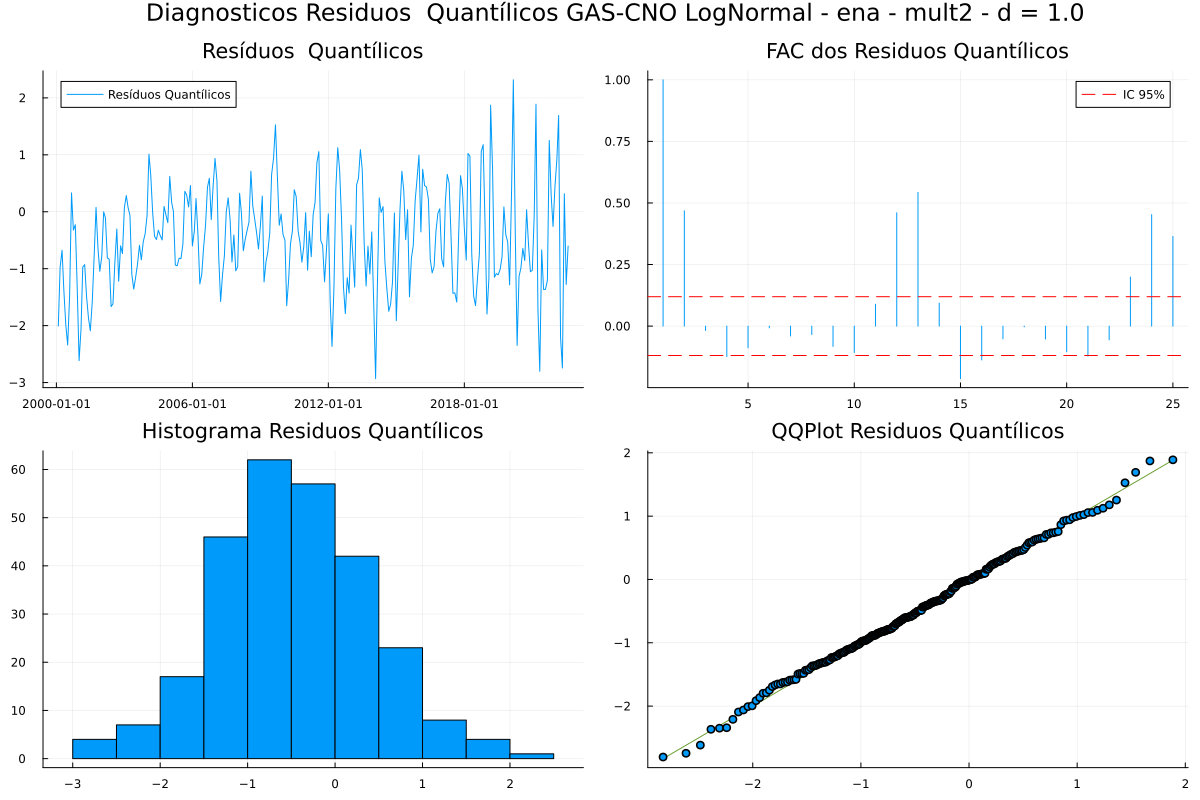 Diagnosticos Residuos  Quantílicos GAS-CNO LogNormal - ena - mult2 - d = 1.0
Resíduos  Quantílicos
Resíduos Quantílicos
2
1
0
−1
−2
−3
2000-01-01 2006-01-01 2012-01-01 2018-01-01
FAC dos Residuos Quantílicos
IC 95%
1.00
0.75
0.50
0.25
0.00
5 10 15 20 25
Histograma Residuos Quantílicos
60
50
40
30
20
10
0
−3 −2 −1 0 1 2
QQPlot Residuos Quantílicos
2
1
0
−1
−2
−2 −1 0 1 2